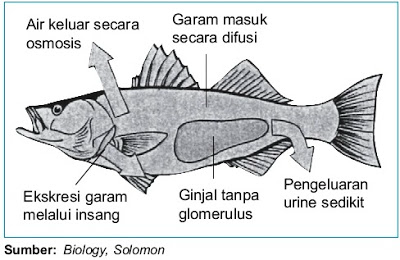 Air keluar secara
osmosis
Garam masuk
secara difusi
Ekskresi garam
melalui insang
Ginjal tanpa
glomerulus
Pengeluaran
urine sedikit
Sumber: Biology, Solomon